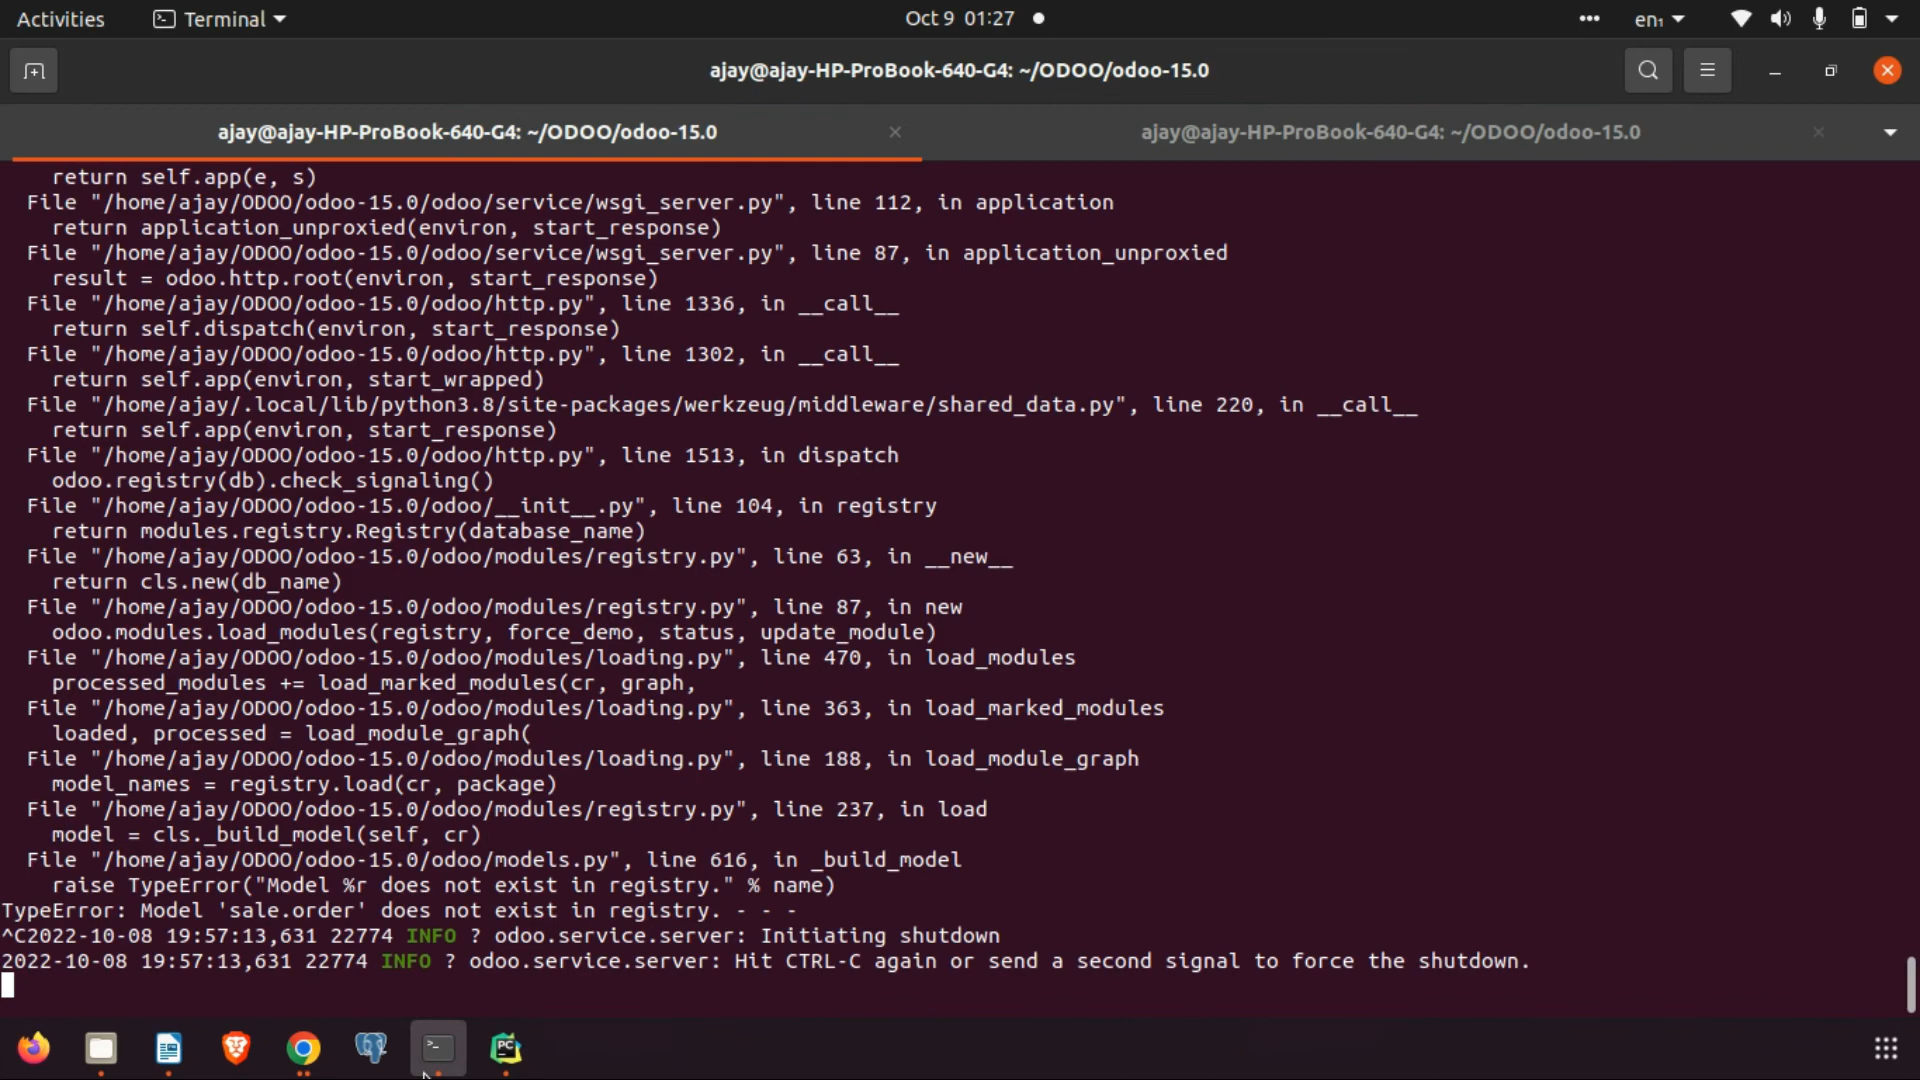 Activities Terminal Oct 9 01:27 en₁
ajay@ajay-HP-ProBook-640-G4: ~/ODOO/odoo-15.0
ajay@ajay-HP-ProBook-640-G4: ~/ODOO/odoo-15.0 ajay@ajay-HP-ProBook-640-G4: ~/ODOO/odoo-15.0
    return self.app(e, s)
  File "/home/ajay/ODOO/odoo-15.0/odoo/service/wsgi_server.py", line 112, in application
    return application_unproxied(environ, start_response)
  File "/home/ajay/ODOO/odoo-15.0/odoo/service/wsgi_server.py", line 87, in application_unproxied
    result = odoo.http.root(environ, start_response)
  File "/home/ajay/ODOO/odoo-15.0/odoo/http.py", line 1336, in __call__
    return self.dispatch(environ, start_response)
  File "/home/ajay/ODOO/odoo-15.0/odoo/http.py", line 1302, in __call__
    return self.app(environ, start_wrapped)
  File "/home/ajay/.local/lib/python3.8/site-packages/werkzeug/middleware/shared_data.py", line 220, in __call__
    return self.app(environ, start_response)
  File "/home/ajay/ODOO/odoo-15.0/odoo/http.py", line 1513, in dispatch
    odoo.registry(db).check_signaling()
  File "/home/ajay/ODOO/odoo-15.0/odoo/__init__.py", line 104, in registry
    return modules.registry.Registry(database_name)
  File "/home/ajay/ODOO/odoo-15.0/odoo/modules/registry.py", line 63, in __new__
    return cls.new(db_name)
  File "/home/ajay/ODOO/odoo-15.0/odoo/modules/registry.py", line 87, in new
    odoo.modules.load_modules(registry, force_demo, status, update_module)
  File "/home/ajay/ODOO/odoo-15.0/odoo/modules/loading.py", line 470, in load_modules
    processed_modules += load_marked_modules(cr, graph,
  File "/home/ajay/ODOO/odoo-15.0/odoo/modules/loading.py", line 363, in load_marked_modules
    loaded, processed = load_module_graph(
  File "/home/ajay/ODOO/odoo-15.0/odoo/modules/loading.py", line 188, in load_module_graph
    model_names = registry.load(cr, package)
  File "/home/ajay/ODOO/odoo-15.0/odoo/modules/registry.py", line 237, in load
    model = cls._build_model(self, cr)
  File "/home/ajay/ODOO/odoo-15.0/odoo/models.py", line 616, in _build_model
    raise TypeError("Model %r does not exist in registry." % name)
TypeError: Model 'sale.order' does not exist in registry. - - -
^C2022-10-08 19:57:13,631 22774 INFO ? odoo.service.server: Initiating shutdown
2022-10-08 19:57:13,631 22774 INFO ? odoo.service.server: Hit CTRL-C again or send a second signal to force the shutdown.